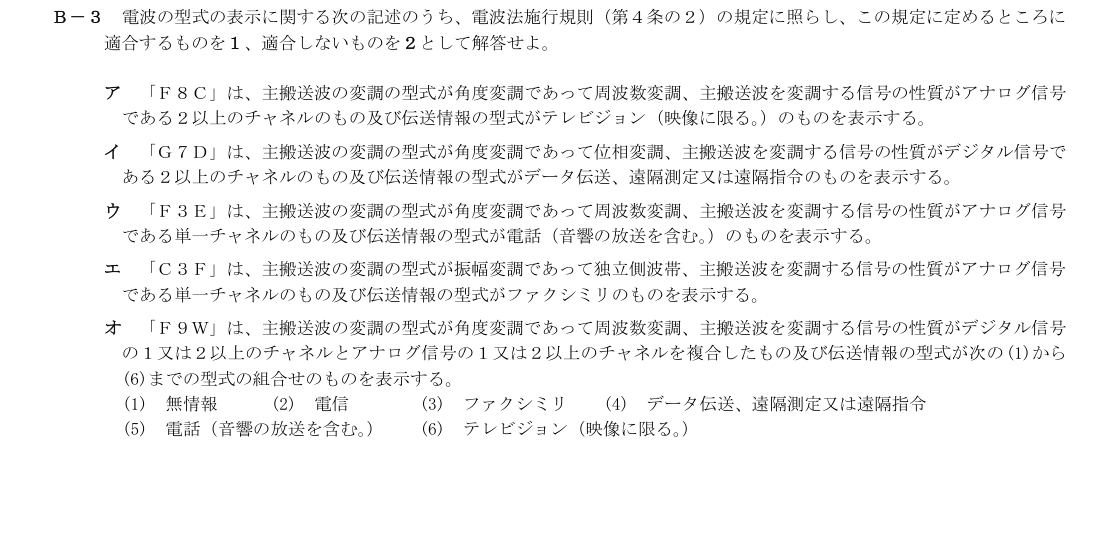 Ｂ－３　電波の型式の表示に関する次の記述のうち、電波法施行規則（第４条の２）の規定に照らし、この規定に定めるところに
適合するものを１、適合しないものを２として解答せよ。
ア　「Ｆ８Ｃ」は、主搬送波の変調の型式が角度変調であって周波数変調、主搬送波を変調する信号の性質がアナログ信号
である２以上のチャネルのもの及び伝送情報の型式がテレビジョン（映像に限る。）のものを表示する。
イ　「Ｇ７Ｄ」は、主搬送波の変調の型式が角度変調であって位相変調、主搬送波を変調する信号の性質がデジタル信号で
ある２以上のチャネルのもの及び伝送情報の型式がデータ伝送、遠隔測定又は遠隔指令のものを表示する。
ウ　「Ｆ３Ｅ」は、主搬送波の変調の型式が角度変調であって周波数変調、主搬送波を変調する信号の性質がアナログ信号
である単一チャネルのもの及び伝送情報の型式が電話（音響の放送を含む。）のものを表示する。
エ　「Ｃ３Ｆ」は、主搬送波の変調の型式が振幅変調であって独立側波帯、主搬送波を変調する信号の性質がアナログ信号
である単一チャネルのもの及び伝送情報の型式がファクシミリのものを表示する。
オ　「Ｆ９Ｗ」は、主搬送波の変調の型式が角度変調であって周波数変調、主搬送波を変調する信号の性質がデジタル信号
の１又は２以上のチャネルとアナログ信号の１又は２以上のチャネルを複合したもの及び伝送情報の型式が次の(1)から
(6)までの型式の組合せのものを表示する。
(1)　無情報　　(2)　電信　　(3)　ファクシミリ　　(4)　データ伝送、遠隔測定又は遠隔指令
(5)　電話（音響の放送を含む。）　　(6)　テレビジョン（映像に限る。）